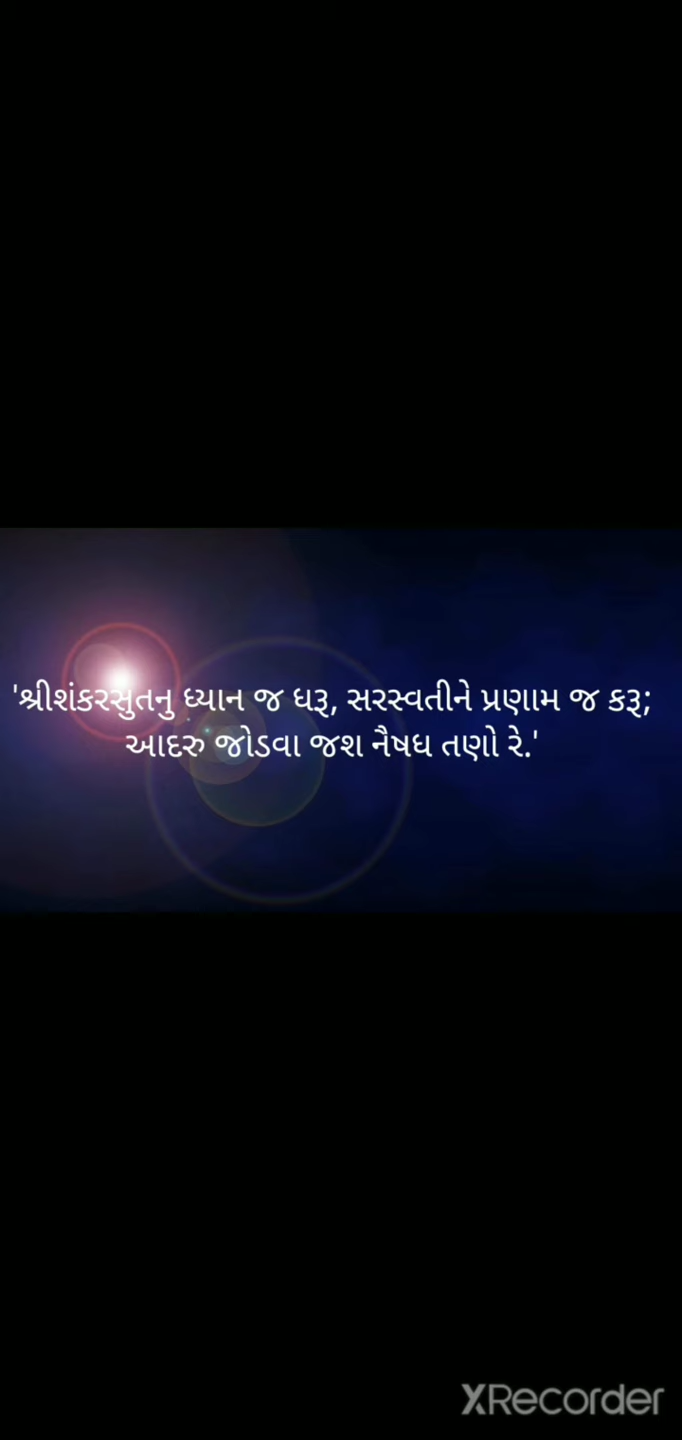 'શ્રીશંકરસુતનુ ધ્યાન જ ધરૂ, સરસ્વતીને પ્રણામ જ કરૂ;
આદરુ જોડવા જશ નૈષધ તણો રે.'
XRecorder